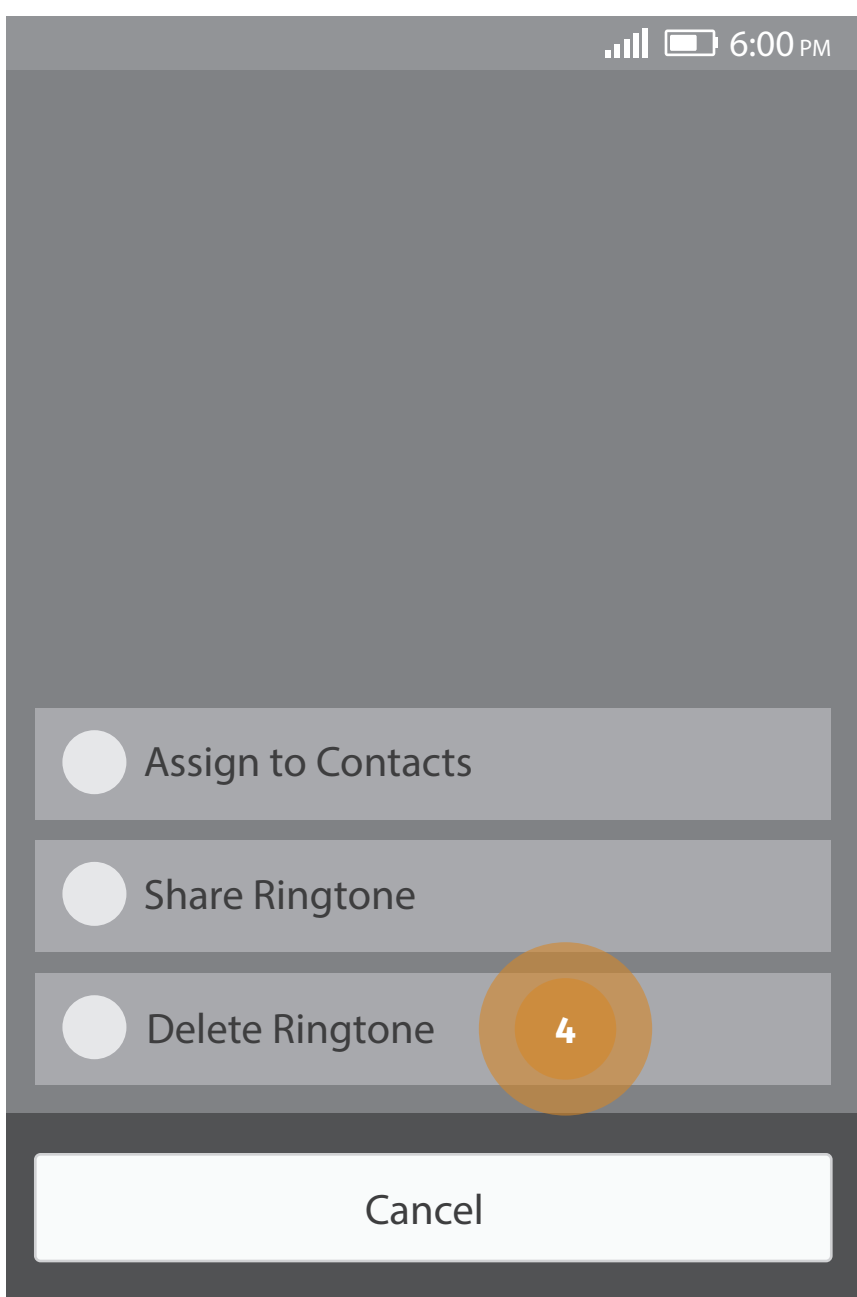 6:00 PM
Assign to Contacts
Share Ringtone
Delete Ringtone 4
Cancel